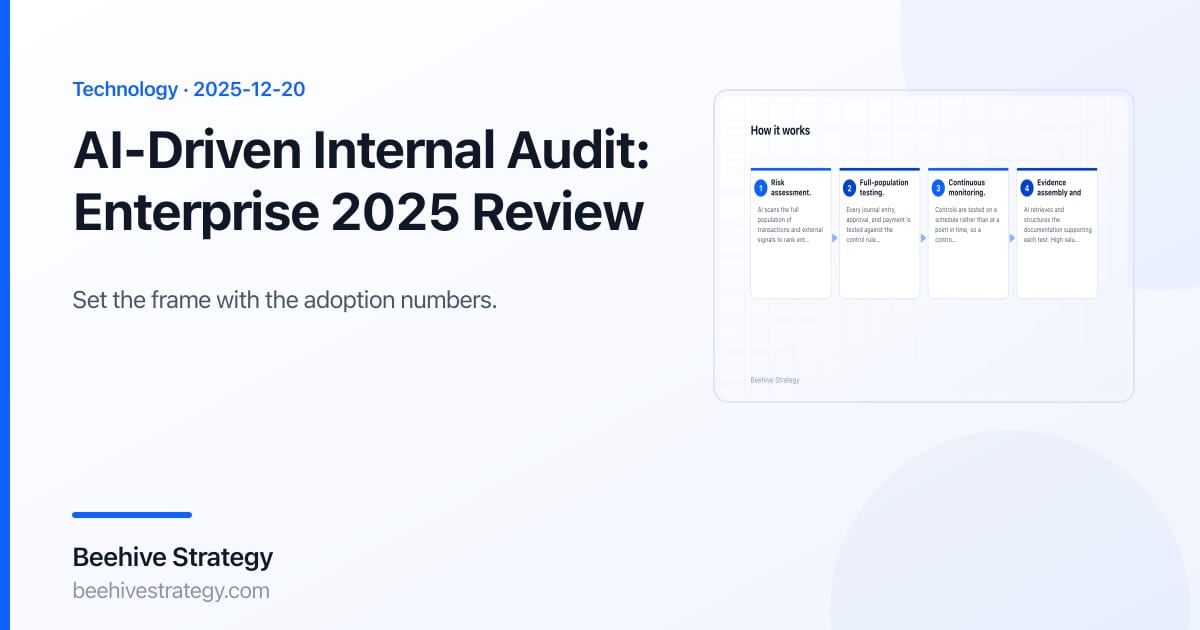 Technology · 2025-12-20
AI-Driven Internal Audit:
Enterprise 2025 Review
Set the frame with the adoption numbers.
Beehive Strategy
beehivestrategy.com
How it works
1
Risk
assessment.
AI scans the full
population of
transactions and external
signals to rank ent...
2
Full-population
testing.
Every journal entry,
approval, and payment is
tested against the
control rule...
3
Continuous
monitoring.
Controls are tested on a
schedule rather than at a
point in time, so a
contro...
4
Evidence
assembly and
AI retrieves and
structures the
documentation supporting
each test. High valu...
Beehive Strategy